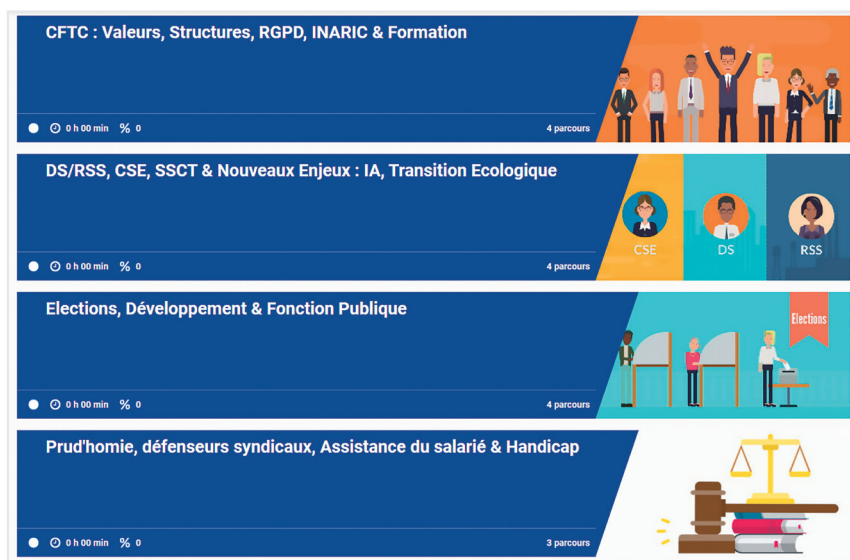 CFTC : Valeurs, Structures, RGPD, INARIC & Formation
0 h 00 min % 0
4 parcours
DS/RSS, CSE, SSCT & Nouveaux Enjeux : IA, Transition Ecologique
CSE
DS
RSS
0 h 00 min % 0
4 parcours
Elections, Développement & Fonction Publique
Elections
0 h 00 min % 0
4 parcours
Prud'homie, défenseurs syndicaux, Assistance du salarié & Handicap
0 h 00 min % 0
3 parcours